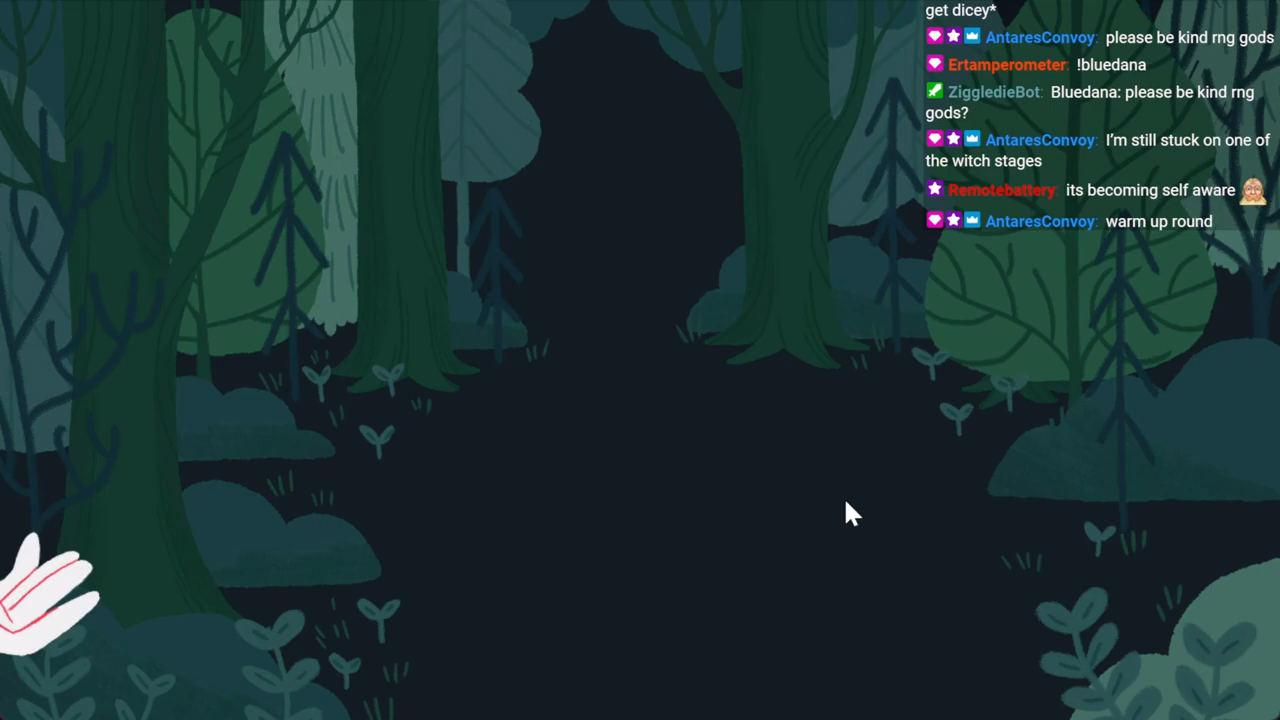 get dicey*
AntaresConvoy: please be kind rng gods
Ertamperometer: !bluedana
ZiggledieBot: Bluedana: please be kind rng
gods?
AntaresConvoy: I'm still stuck on one of
the witch stages
Remotebattery: its becoming self aware
AntaresConvoy: warm up round